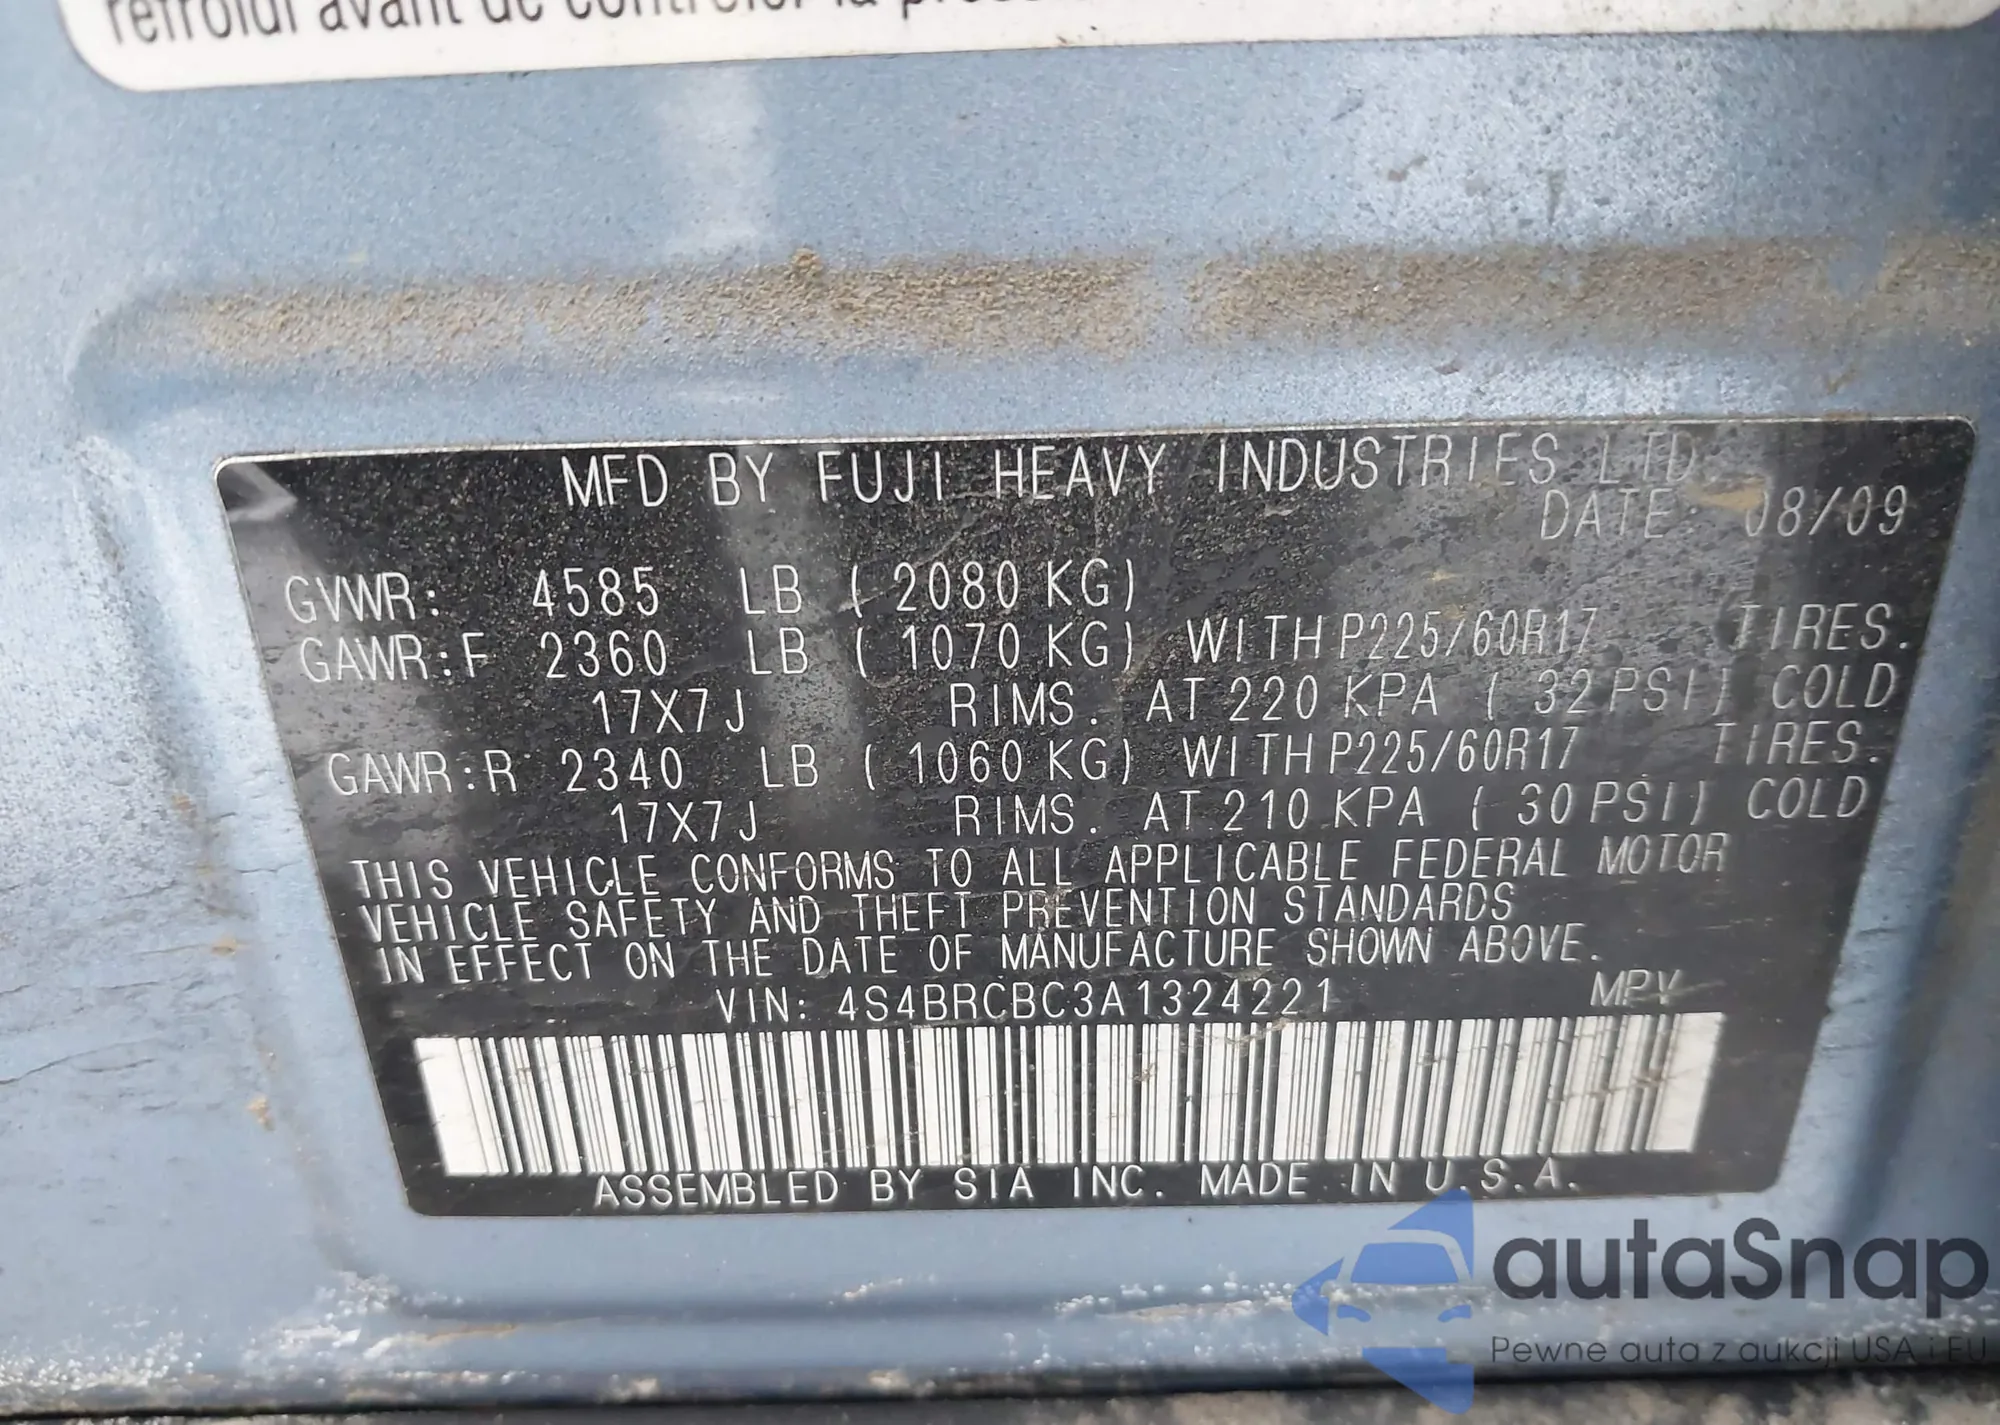 refroidi avant de contrôler la
MFD BY FUJI HEAVY INDUSTRIES LTD.
DATE: 08/09
GVWR: 4585 LB ( 2080 KG)
GAWR:F 2360 LB ( 1070 KG) WITH P225/60R17 TIRES.
17X7J RIMS. AT 220 KPA ( 32 PSI) COLD
GAWR:R 2340 LB ( 1060 KG) WITH P225/60R17 TIRES.
17X7J RIMS. AT 210 KPA ( 30 PSI) COLD
THIS VEHICLE CONFORMS TO ALL APPLICABLE FEDERAL MOTOR
VEHICLE SAFETY AND THEFT PREVENTION STANDARDS
IN EFFECT ON THE DATE OF MANUFACTURE SHOWN ABOVE.
VIN: 4S4BRCBC3A1324221 MPV
ASSEMBLED BY SIA INC. MADE IN U.S.A.
autaSnap
Pewne auta z aukcji USA i EU